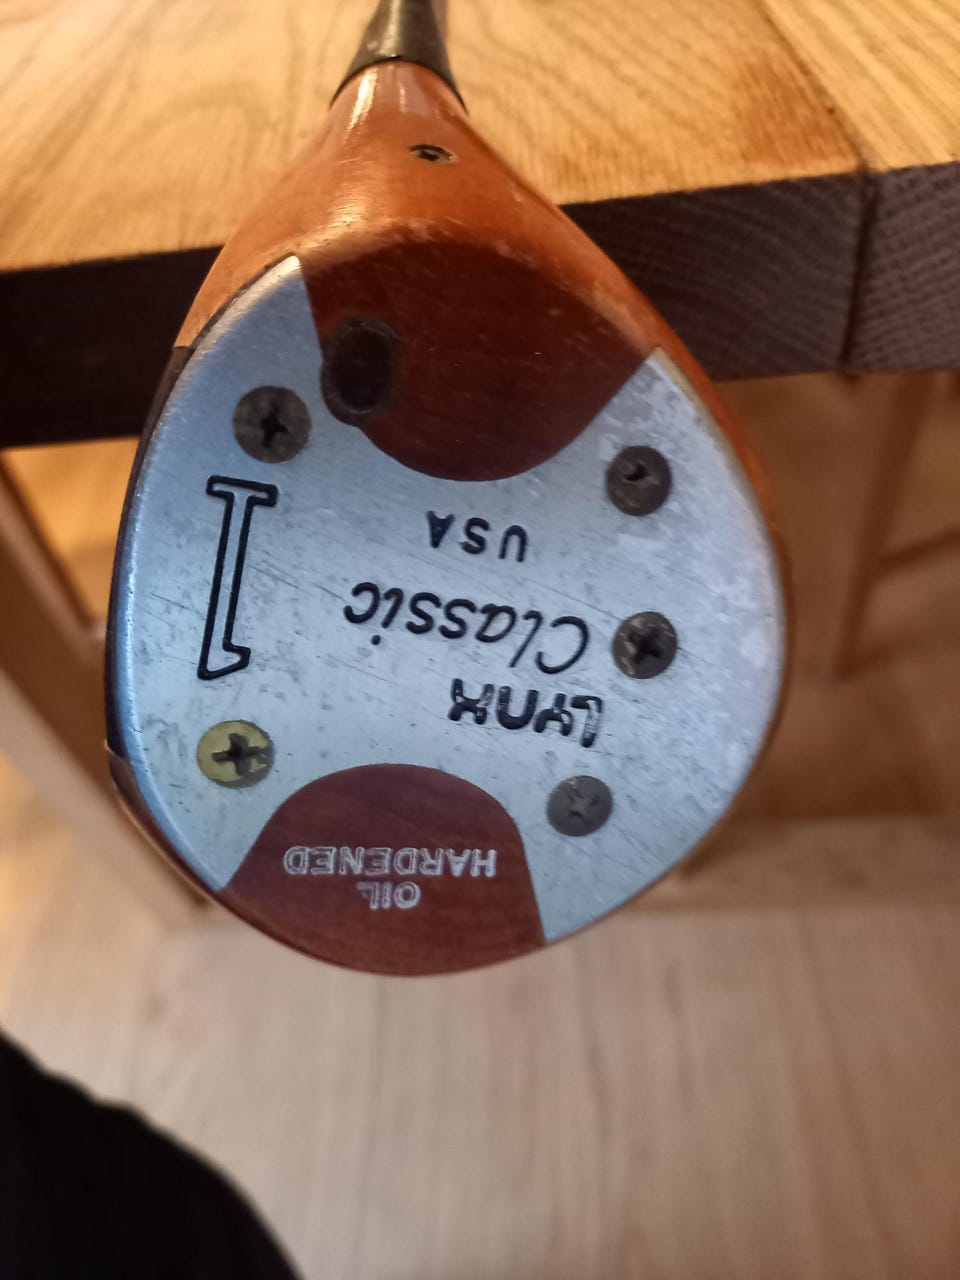 OIL
HARDENED
Lynx
Classic
USA
1